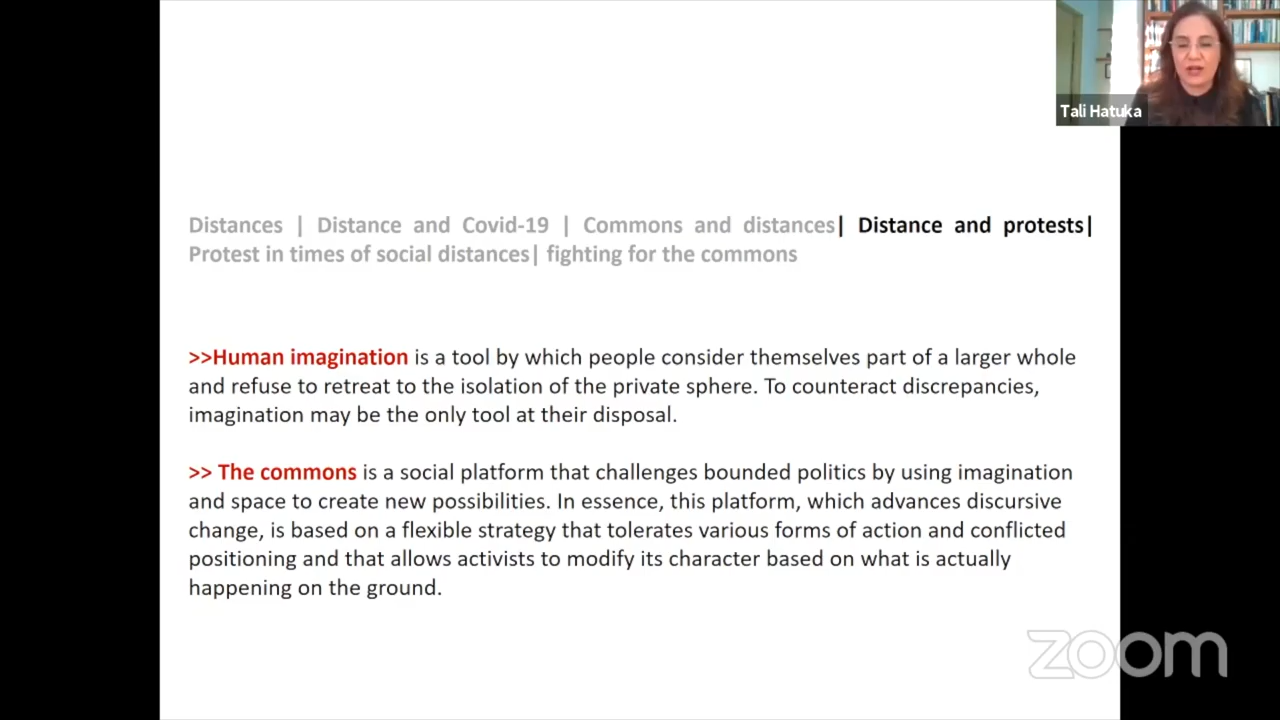 Tali Hatuka
Distances | Distance and Covid-19 | Commons and distances| Distance and protests|
Protest in times of social distances| fighting for the commons
>>Human imagination is a tool by which people consider themselves part of a larger whole
and refuse to retreat to the isolation of the private sphere. To counteract discrepancies,
imagination may be the only tool at their disposal.
>> The commons is a social platform that challenges bounded politics by using imagination
and space to create new possibilities. In essence, this platform, which advances discursive
change, is based on a flexible strategy that tolerates various forms of action and conflicted
positioning and that allows activists to modify its character based on what is actually
happening on the ground.
zoom